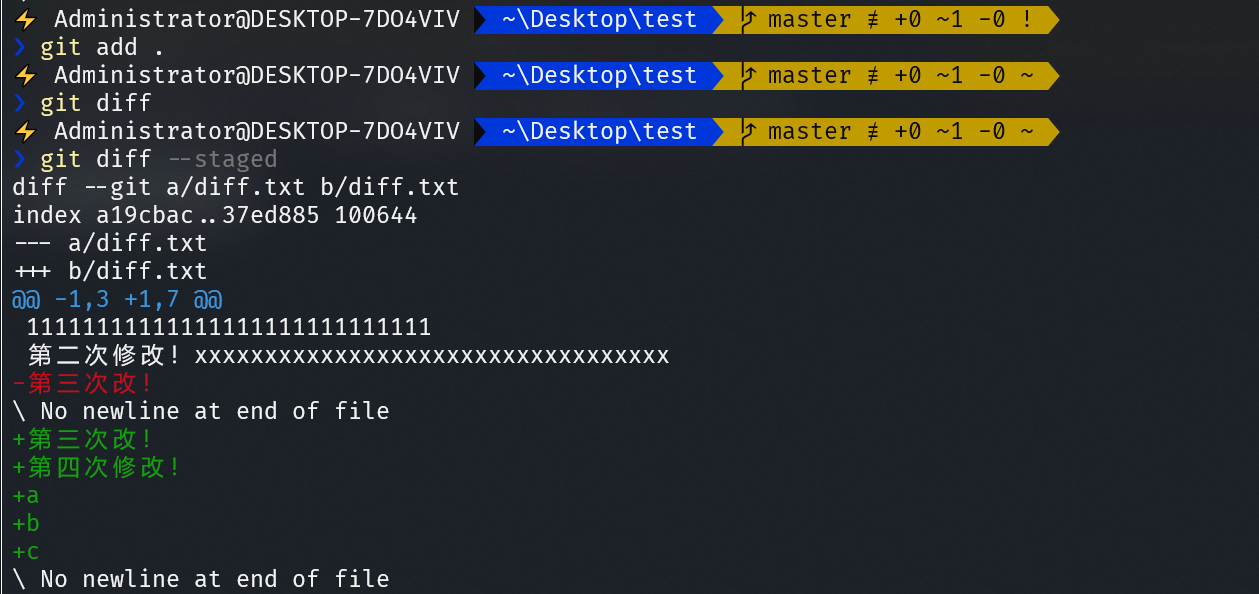 ⚡ Administrator@DESKTOP-7DO4VIV ~\Desktop\test master ≢ +0 ~1 -0 !
❯ git add .
⚡ Administrator@DESKTOP-7DO4VIV ~\Desktop\test master ≢ +0 ~1 -0 ~
❯ git diff
⚡ Administrator@DESKTOP-7DO4VIV ~\Desktop\test master ≢ +0 ~1 -0 ~
❯ git diff --staged
diff --git a/diff.txt b/diff.txt
index a19cbac..37ed885 100644
--- a/diff.txt
+++ b/diff.txt
@@ -1,3 +1,7 @@
 11111111111111111111111111111
 第二次修改！xxxxxxxxxxxxxxxxxxxxxxxxxxxxxxxxxx
-第三次改！
\ No newline at end of file
+第三次改！
+第四次修改！
+a
+b
+c
\ No newline at end of file